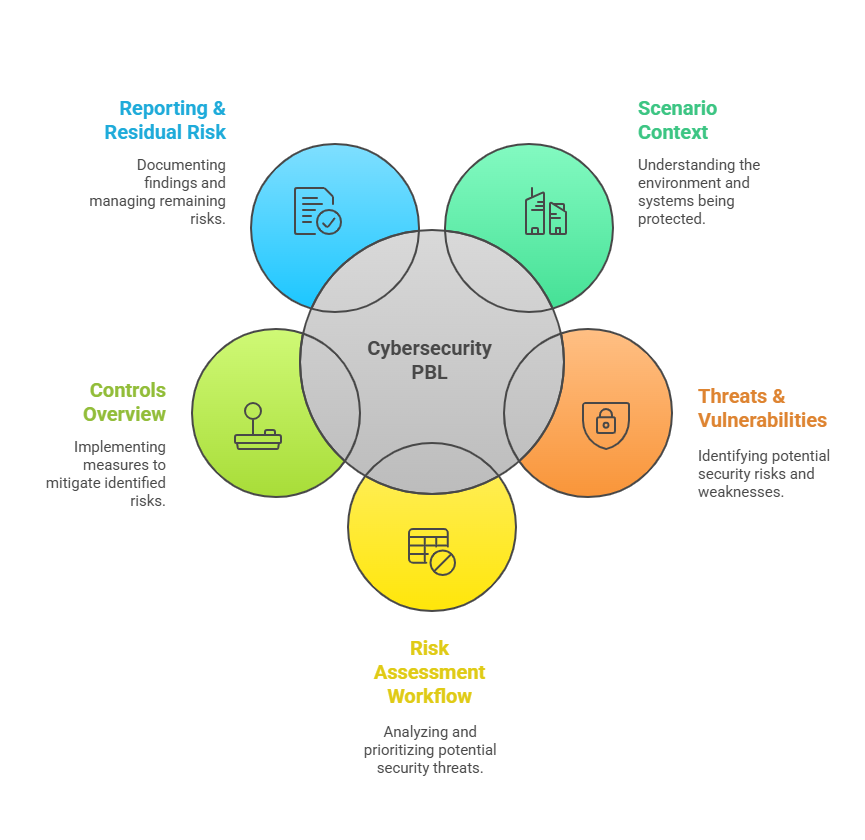 Reporting &
Residual Risk
Documenting
findings and
managing remaining
risks.
Scenario
Context
Understanding the
environment and
systems being
protected.
Cybersecurity
PBL
Controls
Overview
Implementing
measures to
mitigate identified
risks.
Threats &
Vulnerabilities
Identifying potential
security risks and
weaknesses.
Risk
Assessment
Workflow
Analyzing and
prioritizing potential
security threats.